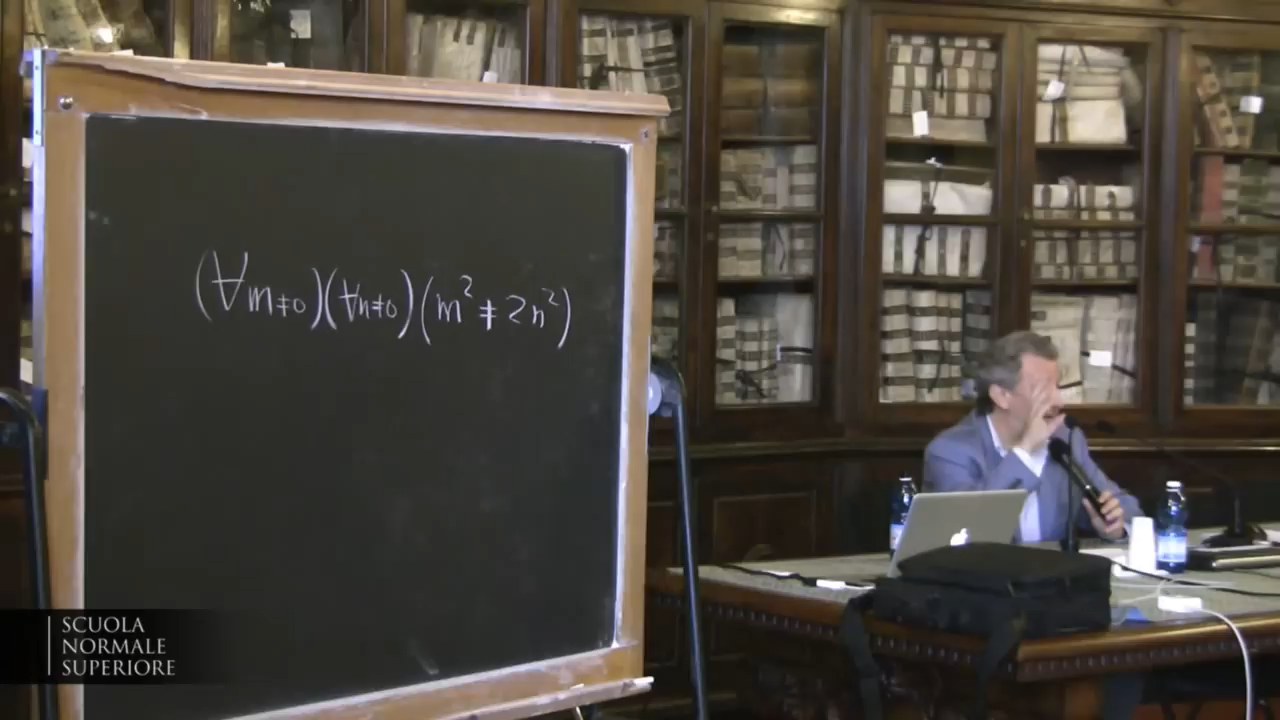 (∀m≠0)(∀n≠0)(m²≠2n²)
SCUOLA
NORMALE
SUPERIORE